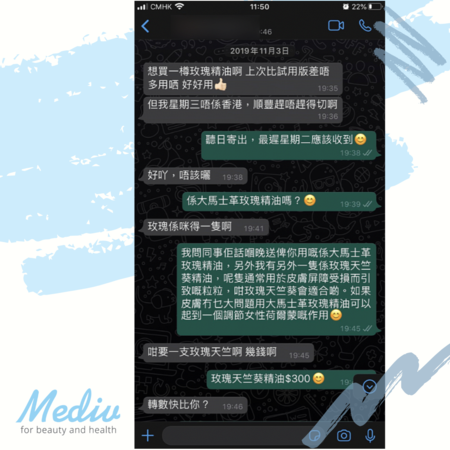 CMHK 11:50 22%
:46
2019年11月3日
想買一樽玫瑰精油啊 上次比試用版差唔
多用哂 好好用👍🏻
19:35
但我星期三唔係香港，順豐趕唔趕得切啊
19:36
聽日寄出，最遲星期二應該收到😊
19:38
好吖，唔該曬
19:38
係大馬士革玫瑰精油嗎？😊
19:39
玫瑰係咪得一隻啊
19:41
我問同事佢話嗰晚送俾你用嘅係大馬士革
玫瑰精油，另外我有另外一隻係玫瑰天竺
葵精油，呢隻通常用於皮膚屏障受損而引
致嘅粒粒，咁玫瑰天竺葵會適合啲。如果
皮膚冇乜大問題用大馬士革玫瑰精油可以
起到一個調節女性荷爾蒙嘅作用😊
19:45
咁要一支玫瑰天竺啊 幾錢啊
19:45
玫瑰天竺葵精油$300😊
19:
轉數快比你？
19:46
Mediv
for beauty and health